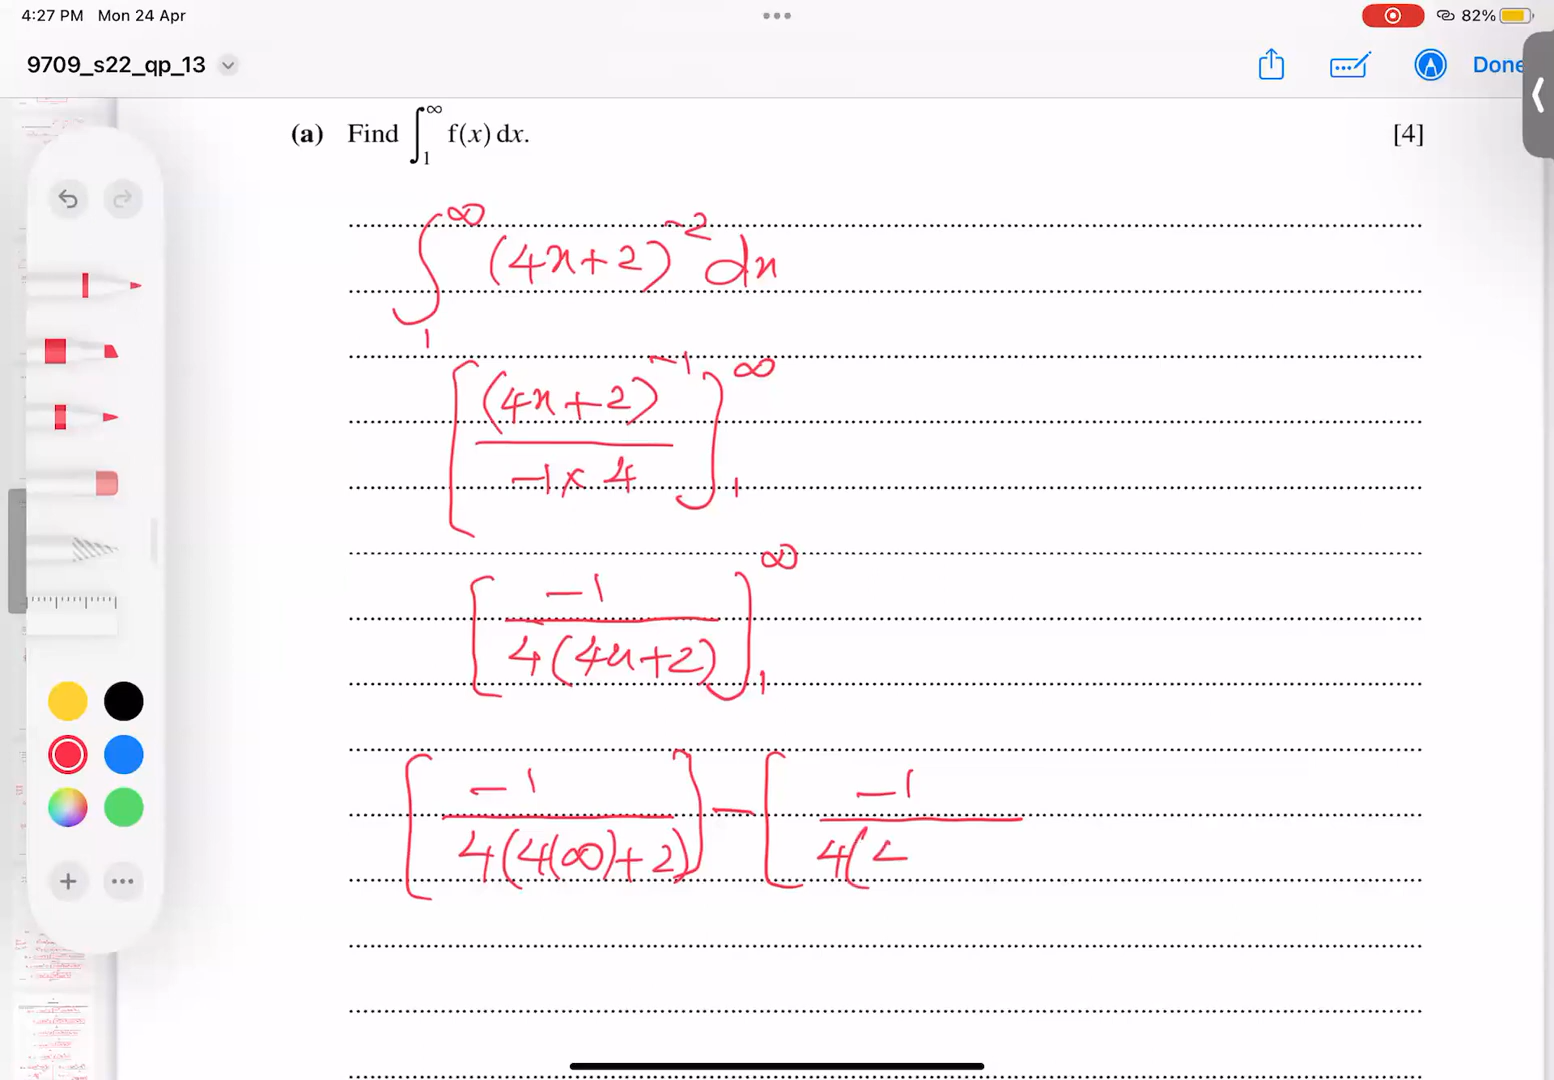 4:27 PM Mon 24 Apr
82%
9709_s22_qp_13
Done
(a) Find ∫₁^∞ f(x) dx. [4]
∫₁^∞ (4x+2)⁻² dx
[(4x+2)⁻¹ / -1 × 4]₁^∞
[-1 / 4(4x+2)]₁^∞
[-1 / 4(4(∞)+2)] - [-1 / 4(4